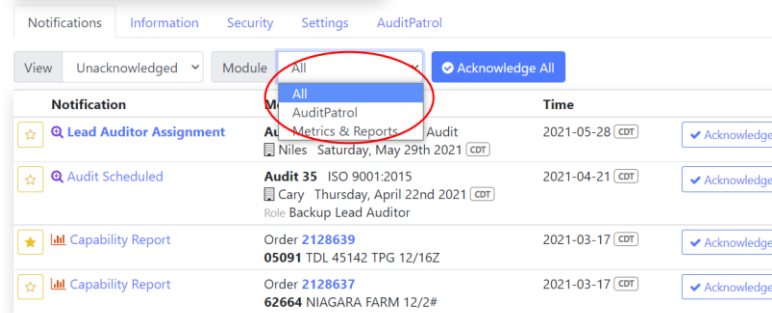 Notifications Information Security Settings AuditPatrol
View Unacknowledged Module All Acknowledge All
All
AuditPatrol
Metrics & Reports
Notification Time
Lead Auditor Assignment Audit 2021-05-28 CDT Acknowledge
Niles Saturday, May 29th 2021 CDT
Audit Scheduled Audit 35 ISO 9001:2015 2021-04-21 CDT Acknowledge
Cary Thursday, April 22nd 2021 CDT
Role Backup Lead Auditor
Capability Report Order 2128639 2021-03-17 CDT Acknowledge
05091 TDL 45142 TPG 12/16Z
Capability Report Order 2128637 2021-03-17 CDT Acknowledge
62664 NIAGARA FARM 12/2#